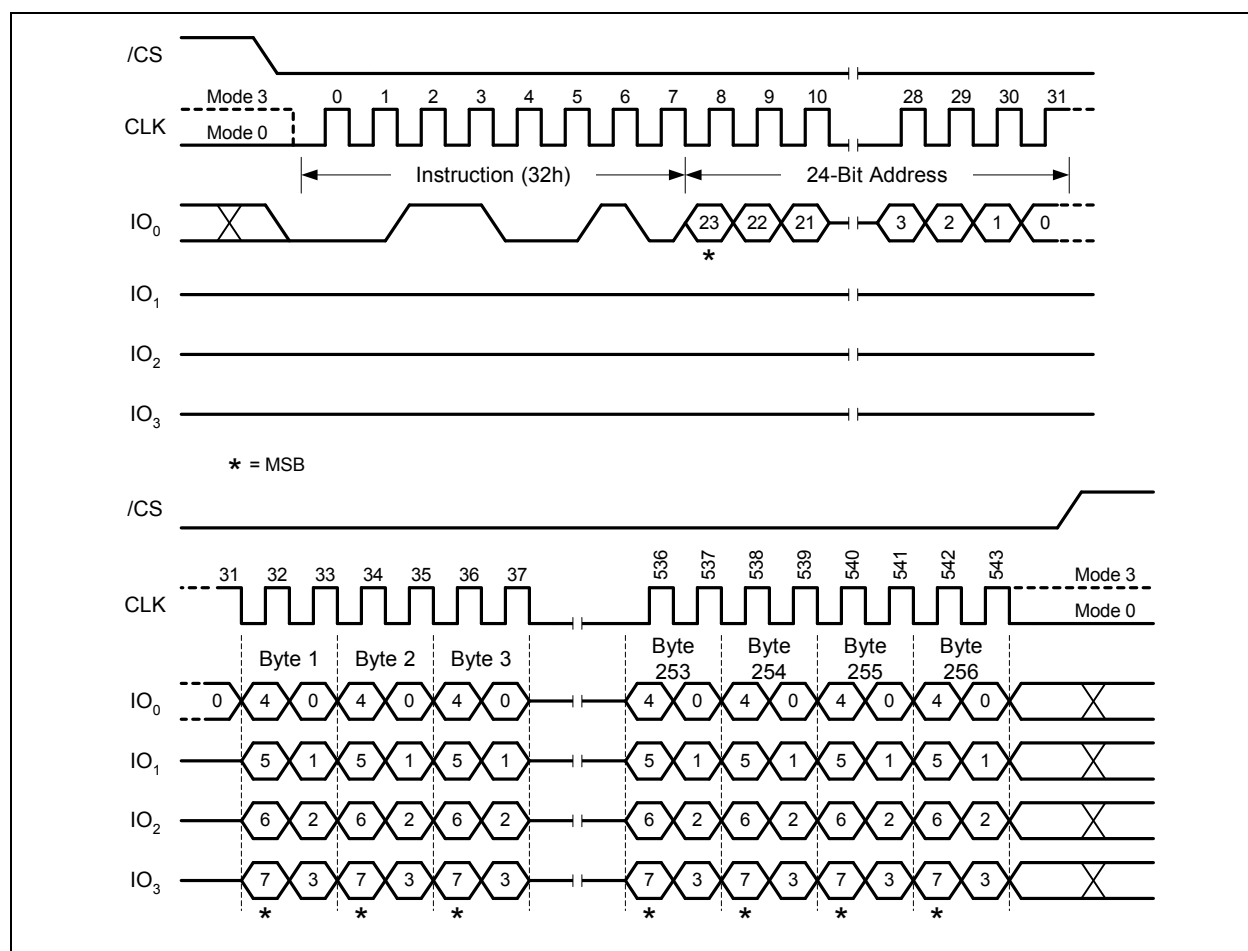 /CS
Mode 3 0 1 2 3 4 5 6 7 8 9 10 28 29 30 31
CLK Mode 0
Instruction (32h) 24-Bit Address
IO0 23 22 21 3 2 1 0
*
IO1
IO2
IO3
* = MSB
/CS
31 32 33 34 35 36 37 536 537 538 539 540 541 542 543 Mode 3
CLK Mode 0
Byte 1 Byte 2 Byte 3 Byte 253 Byte 254 Byte 255 Byte 256
IO0 0 4 0 4 0 4 0 4 0 4 0 4 0 4 0
IO1 5 1 5 1 5 1 5 1 5 1 5 1 5 1
IO2 6 2 6 2 6 2 6 2 6 2 6 2 6 2
IO3 7 3 7 3 7 3 7 3 7 3 7 3 7 3
* * * * * * *